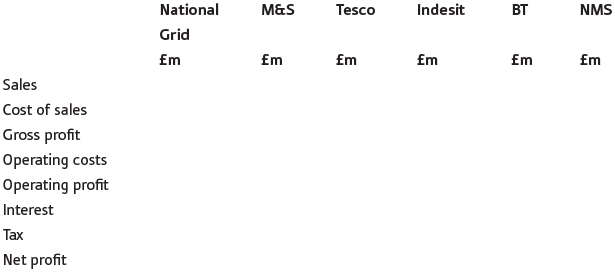 National M&S Tesco Indesit BT NMS
Grid
£m £m £m £m £m £m
Sales
Cost of sales
Gross profit
Operating costs
Operating profit
Interest
Tax
Net profit